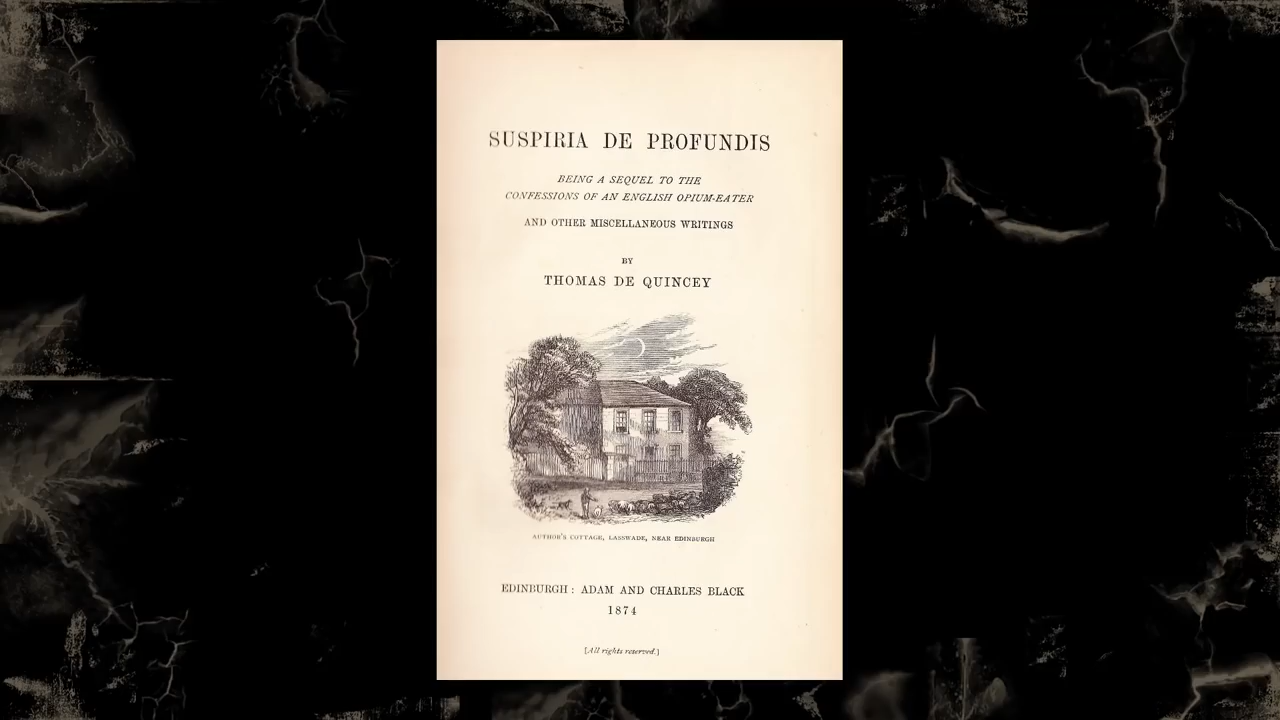 SUSPIRIA DE PROFUNDIS
BEING A SEQUEL TO THE
CONFESSIONS OF AN ENGLISH OPIUM-EATER
AND OTHER MISCELLANEOUS WRITINGS
BY
THOMAS DE QUINCEY
AUTHOR'S COTTAGE, LASSWADE, NEAR EDINBURGH
EDINBURGH : ADAM AND CHARLES BLACK
1874
[All rights reserved.]